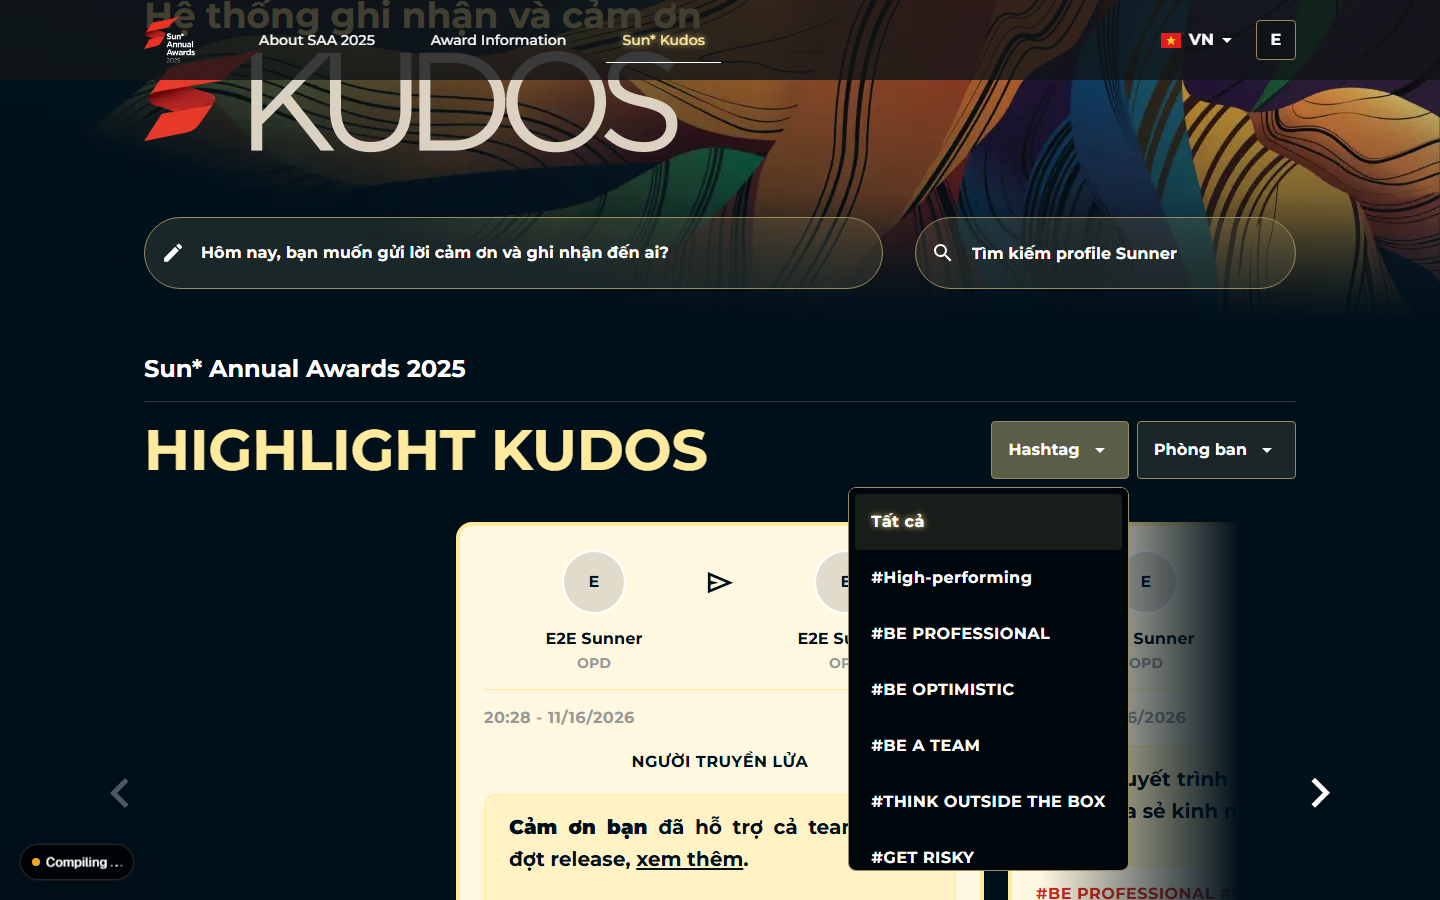 Hệ thống ghi nhận và cảm ơn
Sun*
Annual
Awards
2025
About SAA 2025
Award Information
Sun* Kudos
VN
E
KUDOS
Hôm nay, bạn muốn gửi lời cảm ơn và ghi nhận đến ai?
Tìm kiếm profile Sunner
Sun* Annual Awards 2025
HIGHLIGHT KUDOS
Hashtag
Phòng ban
Tất cả
#High-performing
#BE PROFESSIONAL
#BE OPTIMISTIC
#BE A TEAM
#THINK OUTSIDE THE BOX
#GET RISKY
E
E2E Sunner
OPD
E
E2E
20:28 - 11/16/2026
NGƯỜI TRUYỀN LỬA
Cảm ơn bạn đã hỗ trợ cả
đợt release, xem thêm.
E
Sunner
OPD
trình
sẻ kinh
#BE PROFESSIONAL
Compiling ...